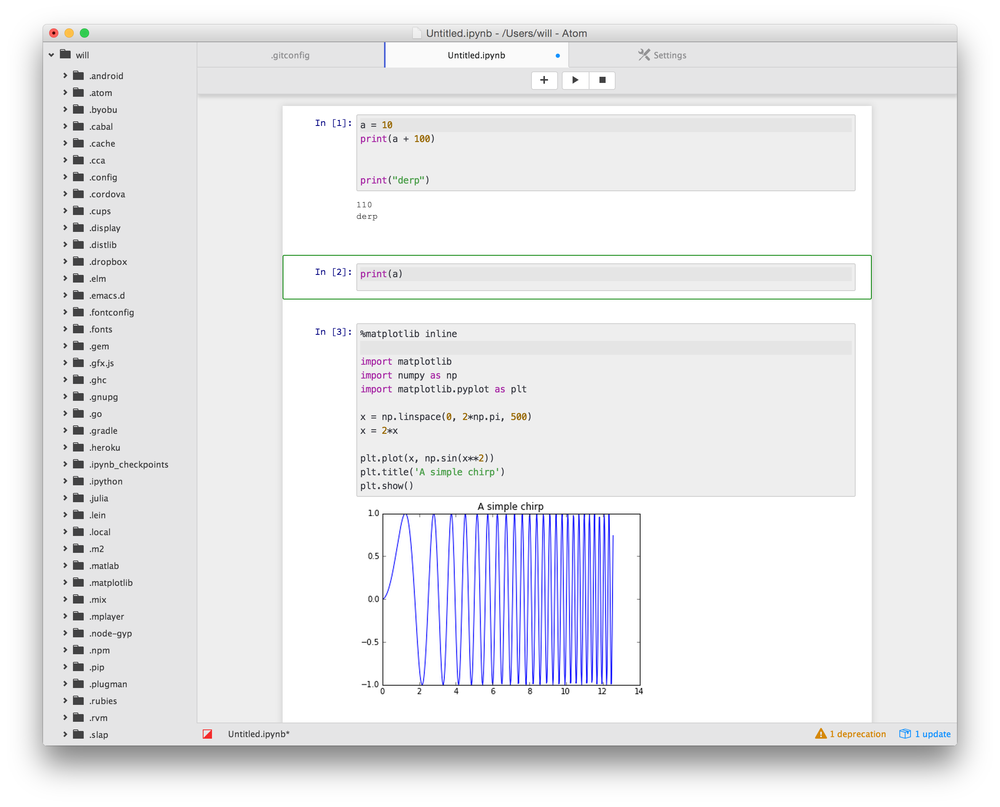 Untitled.ipynb - /Users/will - Atom
will
.android
.atom
.byobu
.cabal
.cache
.cca
.config
.cordova
.cups
.display
.distlib
.dropbox
.elm
.emacs.d
.fontconfig
.fonts
.gem
.gfx.js
.ghc
.gnupg
.go
.gradle
.heroku
.ipynb_checkpoints
.ipython
.julia
.lein
.local
.m2
.matlab
.matplotlib
.mix
.mplayer
.node-gyp
.npm
.pip
.plugman
.rubies
.rvm
.slap
.gitconfig
Untitled.ipynb
Settings
In [1]:
a = 10
print(a + 100)
print("derp")
110
derp
In [2]:
print(a)
In [3]:
%matplotlib inline
import matplotlib
import numpy as np
import matplotlib.pyplot as plt
x = np.linspace(0, 2*np.pi, 500)
x = 2*x
plt.plot(x, np.sin(x**2))
plt.title('A simple chirp')
plt.show()
A simple chirp
1.0
0.5
0.0
−0.5
−1.0
0 2 4 6 8 10 12 14
Untitled.ipynb*
1 deprecation
1 update